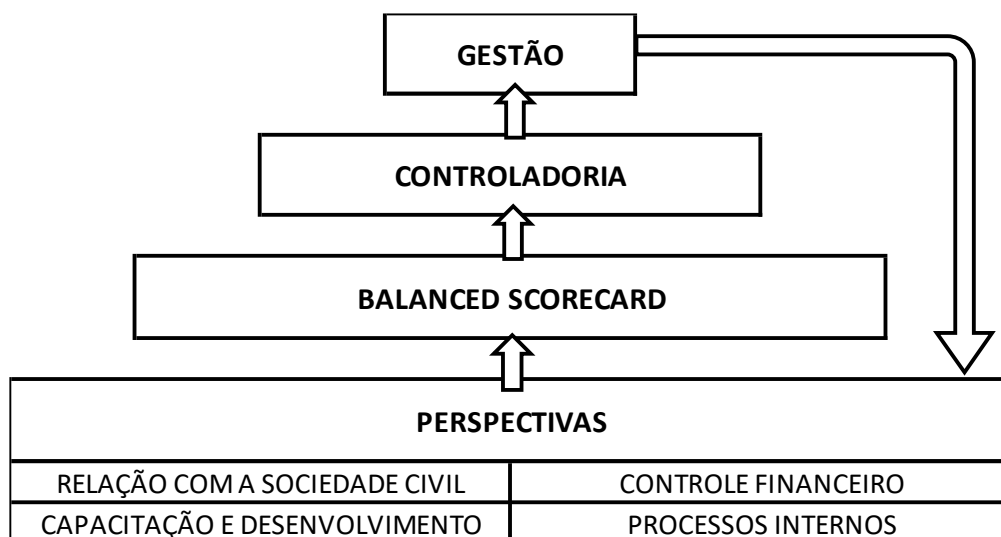 GESTÃO
CONTROLADORIA
BALANCED SCORECARD
PERSPECTIVAS
RELAÇÃO COM A SOCIEDADE CIVIL
CONTROLE FINANCEIRO
CAPACITAÇÃO E DESENVOLVIMENTO
PROCESSOS INTERNOS